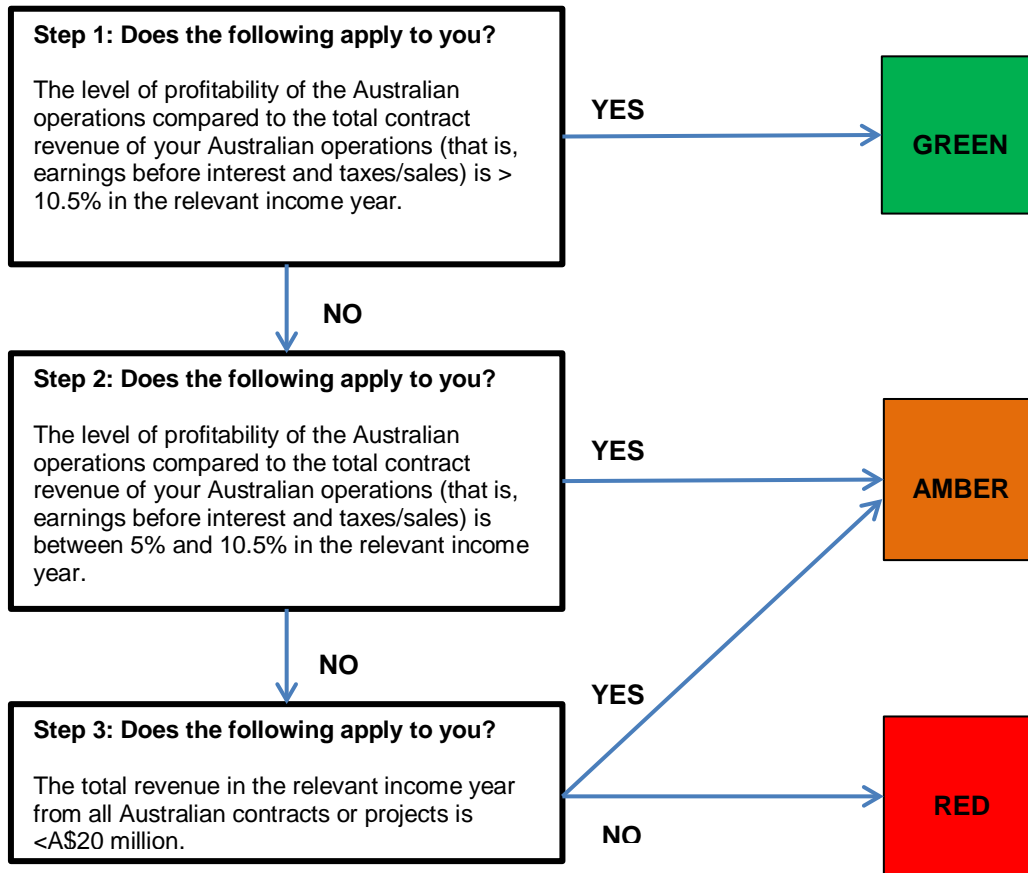 Step 1: Does the following apply to you?
The level of profitability of the Australian
operations compared to the total contract
revenue of your Australian operations (that is,
earnings before interest and taxes/sales) is >
10.5% in the relevant income year.
YES
GREEN
NO
Step 2: Does the following apply to you?
The level of profitability of the Australian
operations compared to the total contract
revenue of your Australian operations (that is,
earnings before interest and taxes/sales) is
between 5% and 10.5% in the relevant income
year.
YES
AMBER
NO
Step 3: Does the following apply to you?
The total revenue in the relevant income year
from all Australian contracts or projects is
<A$20 million.
YES
NO
RED